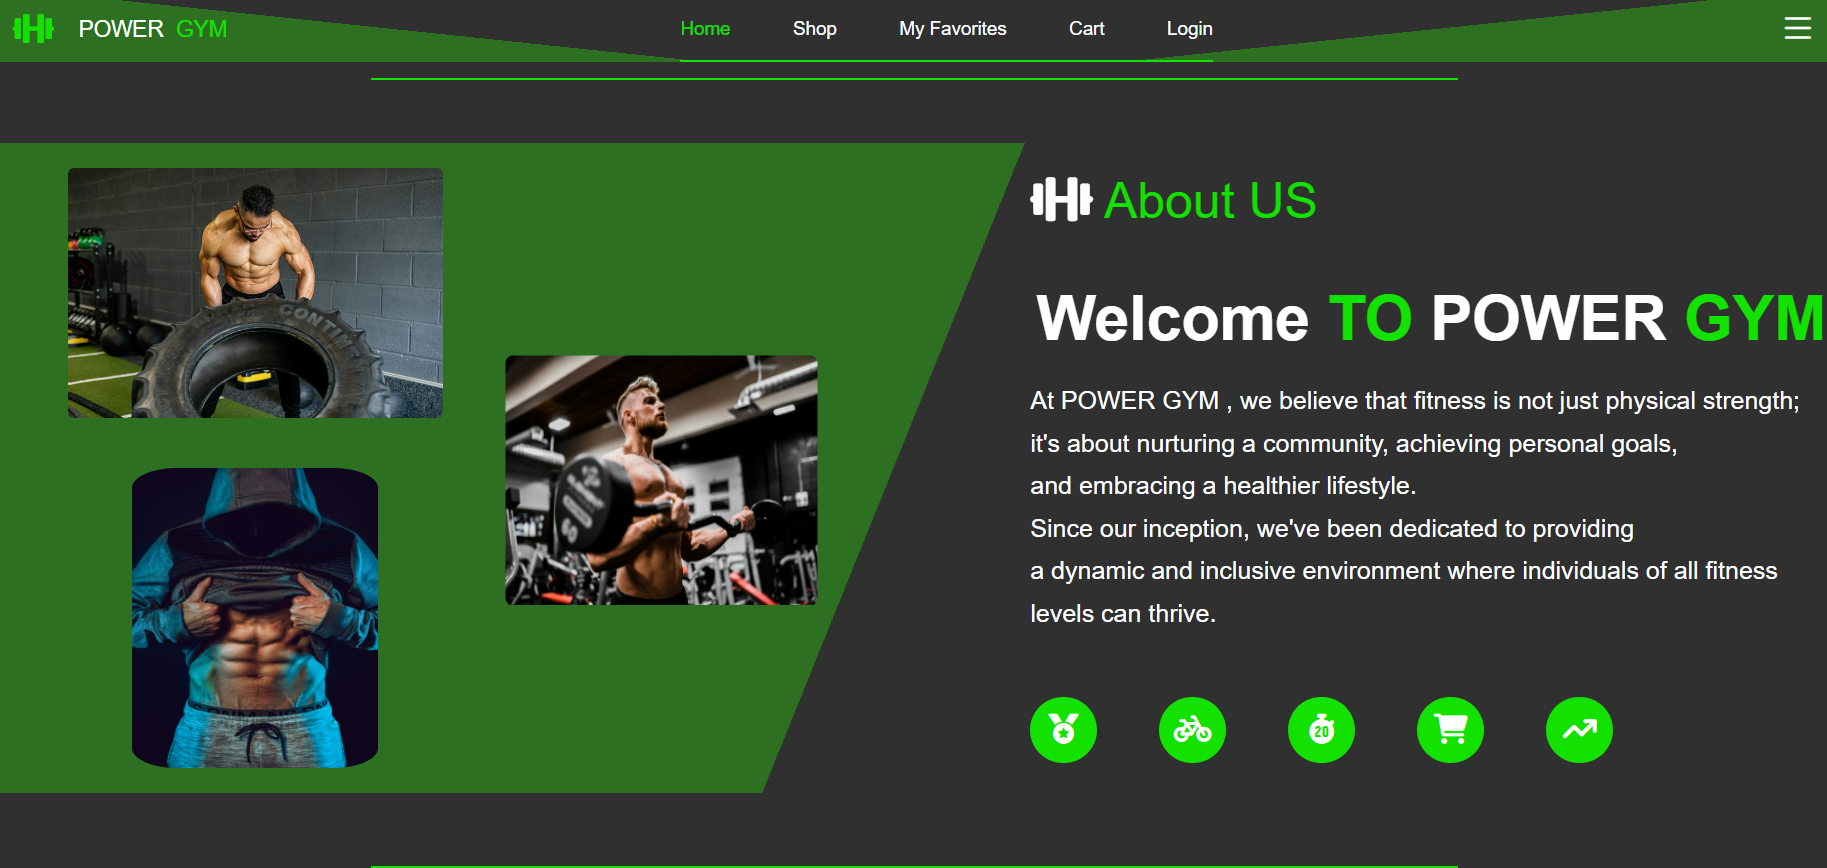 POWER GYM
Home Shop My Favorites Cart Login
CONTINE
About US
Welcome TO POWER GYM
At POWER GYM , we believe that fitness is not just physical strength;
it's about nurturing a community, achieving personal goals,
and embracing a healthier lifestyle.
Since our inception, we've been dedicated to providing
a dynamic and inclusive environment where individuals of all fitness
levels can thrive.
60
20